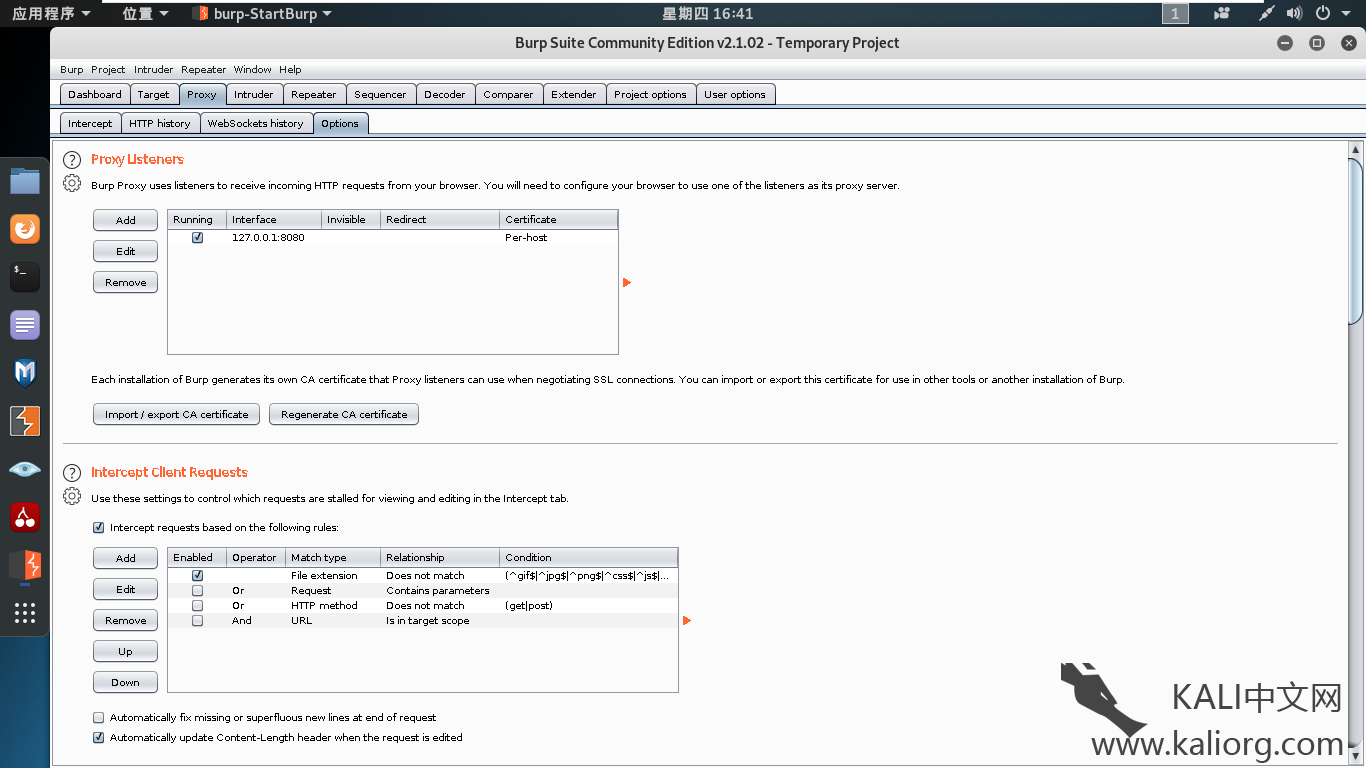 应用程序 位置 burp-StartBurp 星期四 16:41 1
Burp Suite Community Edition v2.1.02 - Temporary Project
Burp Project Intruder Repeater Window Help
Dashboard Target Proxy Intruder Repeater Sequencer Decoder Comparer Extender Project options User options
Intercept HTTP history WebSockets history Options
? Proxy Listeners
Burp Proxy uses listeners to receive incoming HTTP requests from your browser. You will need to configure your browser to use one of the listeners as its proxy server.
Add Running Interface Invisible Redirect Certificate
127.0.0.1:8080 Per-host
Edit
Remove
Each installation of Burp generates its own CA certificate that Proxy listeners can use when negotiating SSL connections. You can import or export this certificate for use in other tools or another installation of Burp.
Import / export CA certificate Regenerate CA certificate
? Intercept Client Requests
Use these settings to control which requests are stalled for viewing and editing in the Intercept tab.
Intercept requests based on the following rules:
Add Enabled Operator Match type Relationship Condition
File extension Does not match (^gif$|^jpg$|^png$|^css$|^js$|...
Edit Or Request Contains parameters
Or HTTP method Does not match (get|post)
Remove And URL Is in target scope
Up
Down
Automatically fix missing or superfluous new lines at end of request
Automatically update Content-Length header when the request is edited
KALI中文网
www.kaliorg.com